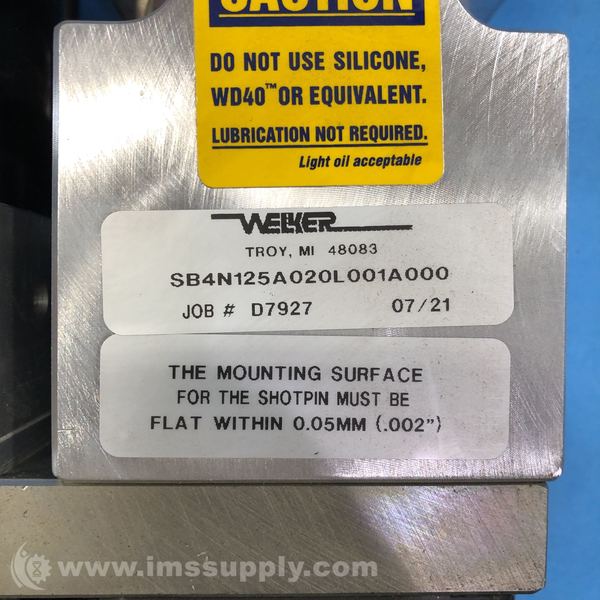 CAUTION
DO NOT USE SILICONE,
WD40™ OR EQUIVALENT.
LUBRICATION NOT REQUIRED.
Light oil acceptable
WELKER
TROY, MI 48083
SB4N125A020L001A000
JOB # D7927 07/21
THE MOUNTING SURFACE
FOR THE SHOTPIN MUST BE
FLAT WITHIN 0.05MM (.002")
www.imssupply.com